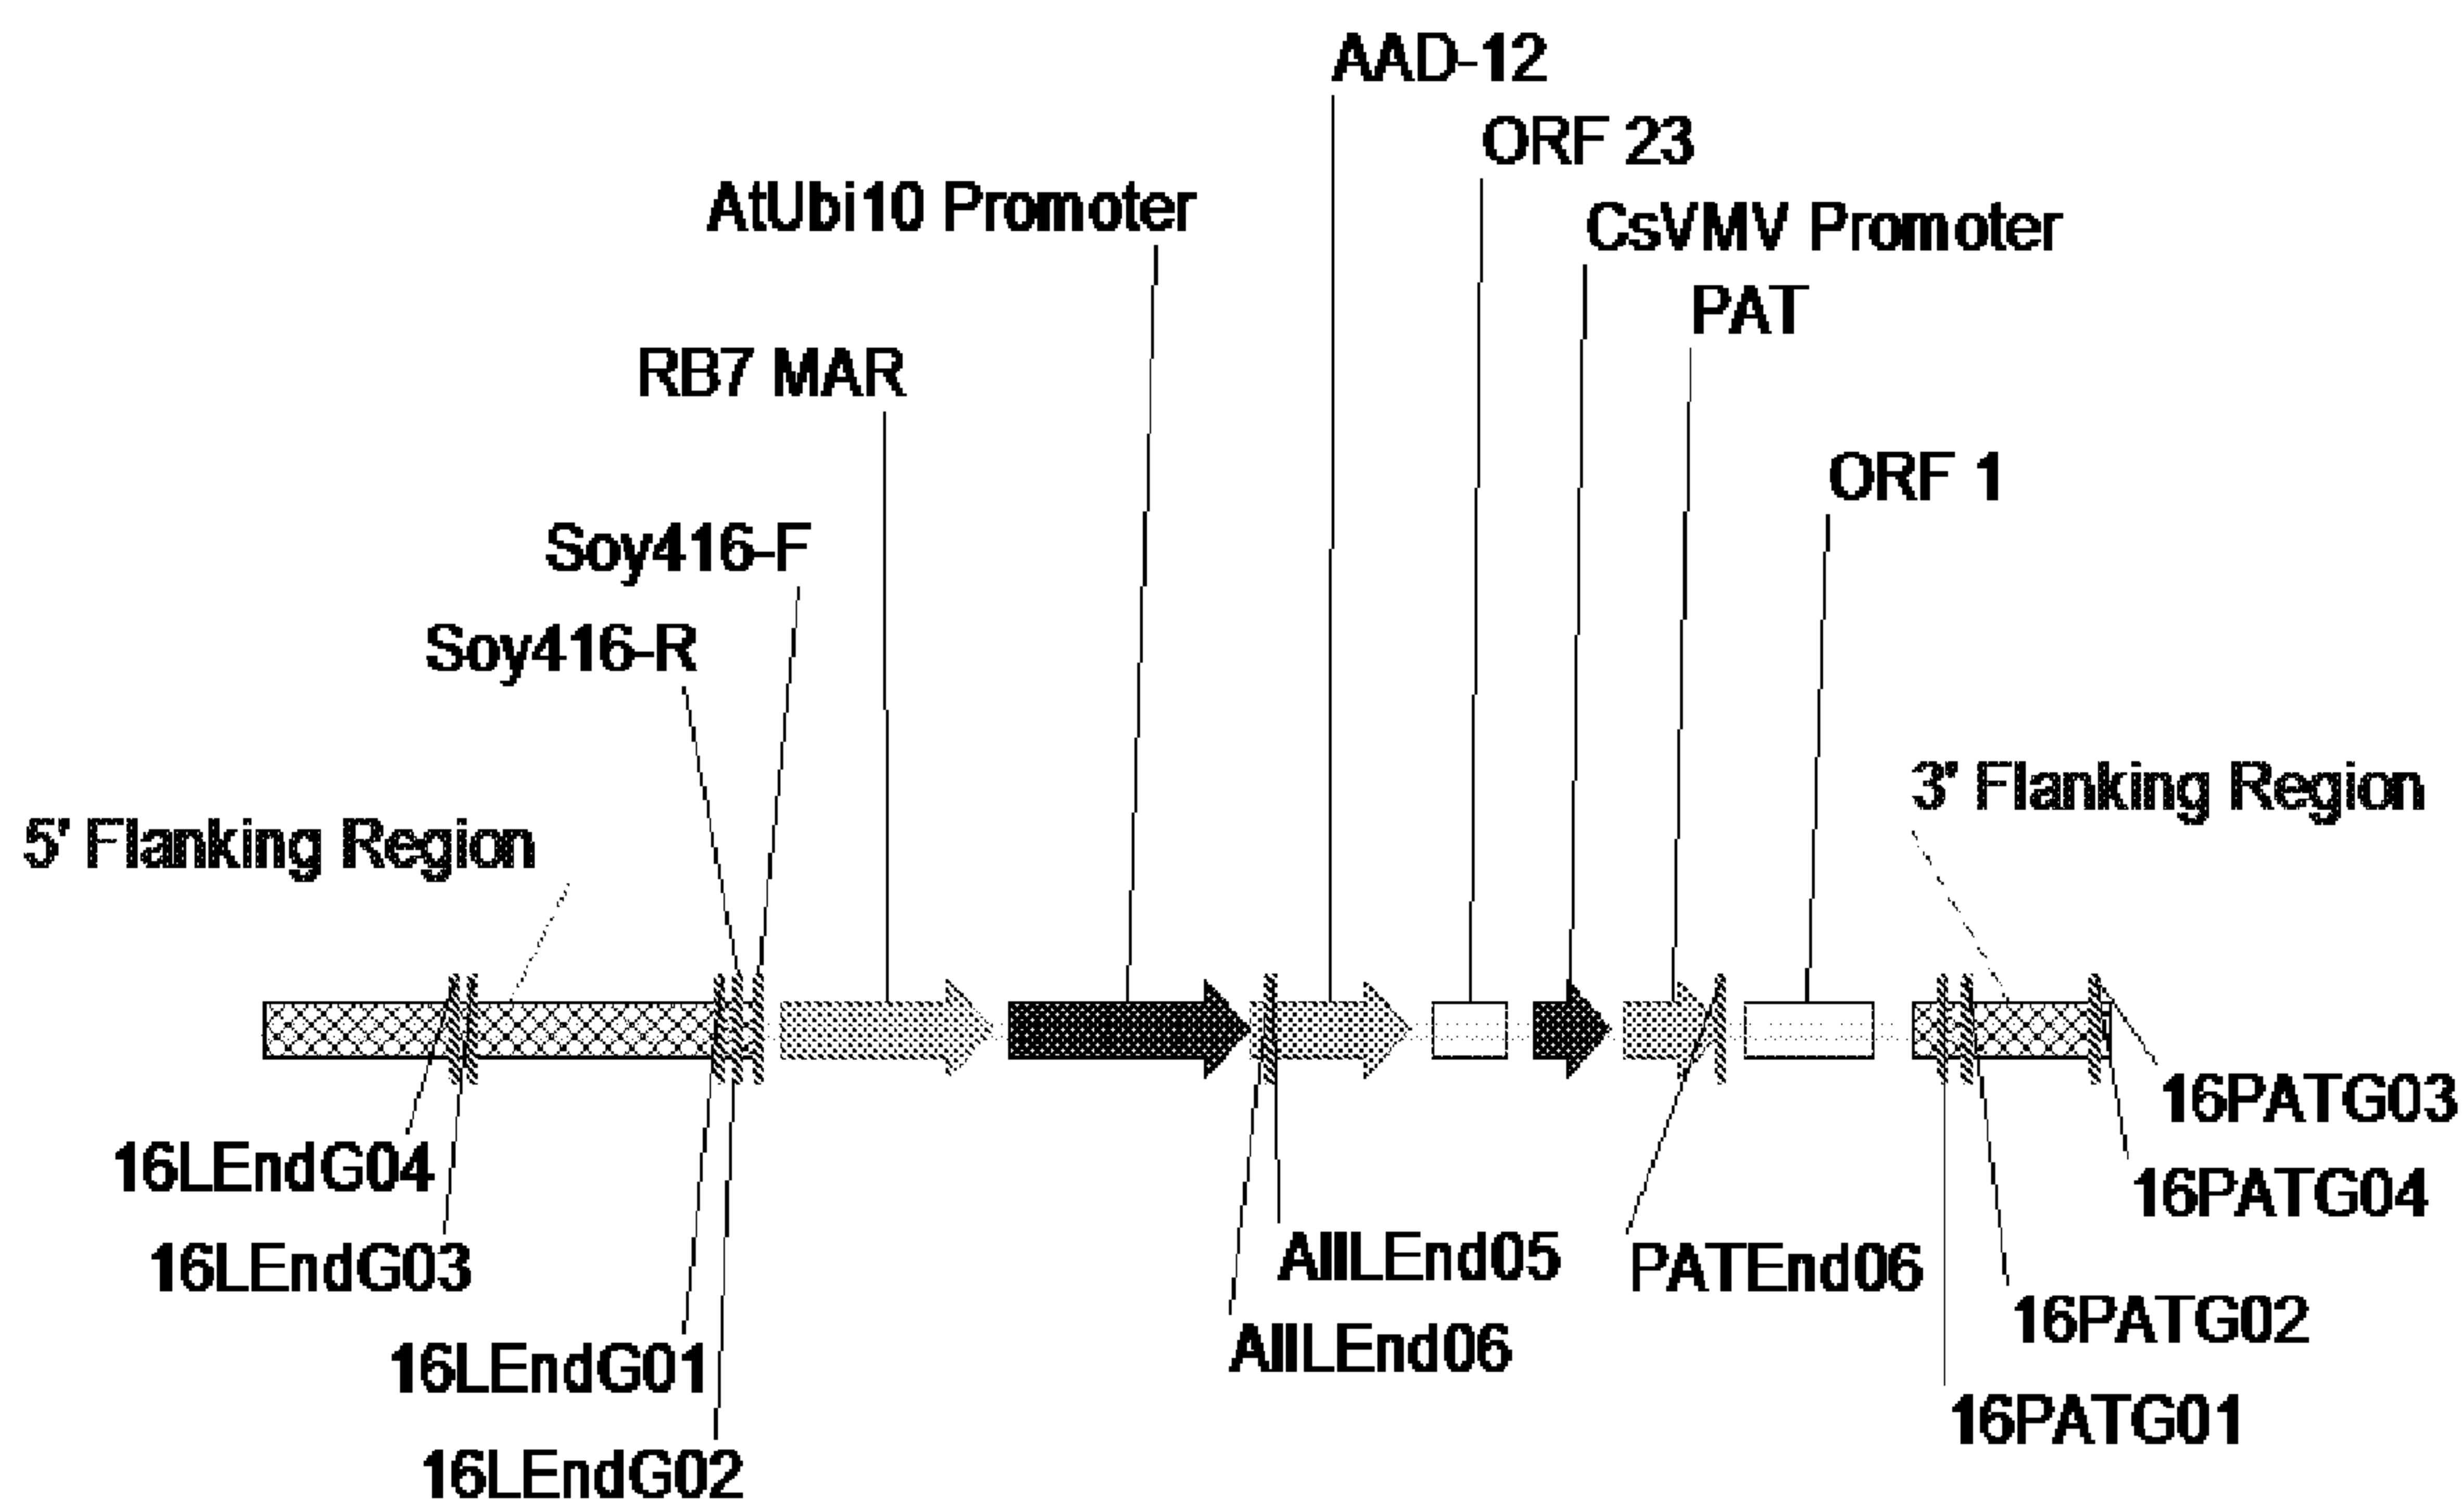 AAD-12
ORF 23
AtUbi10 Promoter
CsVMV Promoter
PAT
RB7 MAR
ORF 1
Soy416-F
Soy416-R
3' Flanking Region
5' Flanking Region
16PATG03
16LEndG04
16PATG04
AllLEnd05
PATEnd06
16LEndG03
16PATG02
AllLEnd06
16LEndG01
16PATG01
16LEndG02